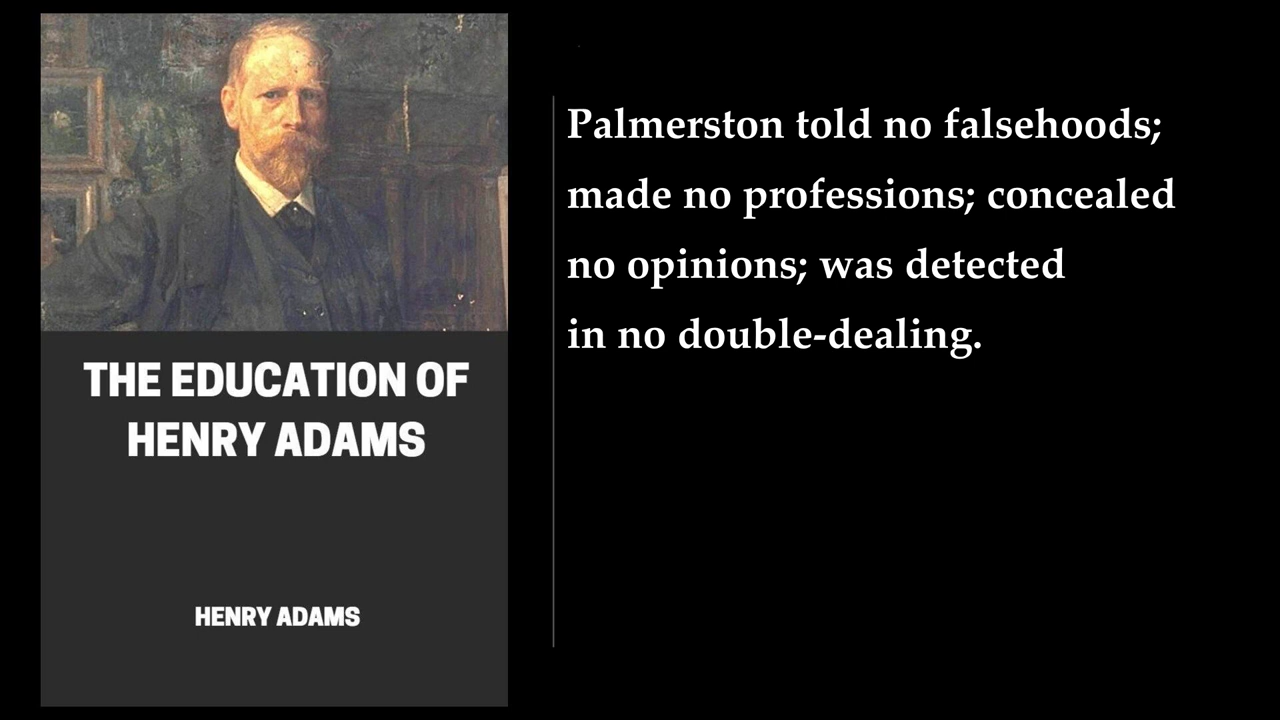 THE EDUCATION OF
HENRY ADAMS
HENRY ADAMS
Palmerston told no falsehoods;
made no professions; concealed
no opinions; was detected
in no double-dealing.